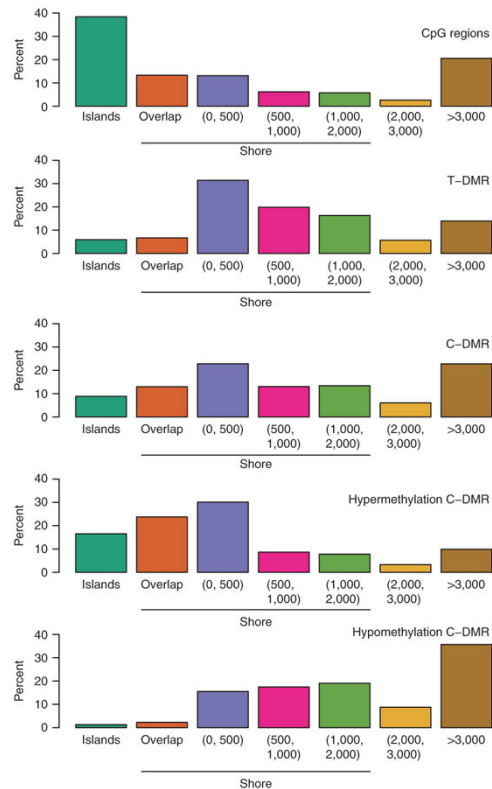 CpG regions
Percent
40
30
20
10
0
Islands Overlap (0, 500) (500, 1,000) (1,000, 2,000) (2,000, 3,000) >3,000
Shore
T–DMR
Percent
40
30
20
10
0
Islands Overlap (0, 500) (500, 1,000) (1,000, 2,000) (2,000, 3,000) >3,000
Shore
C–DMR
Percent
40
30
20
10
0
Islands Overlap (0, 500) (500, 1,000) (1,000, 2,000) (2,000, 3,000) >3,000
Shore
Hypermethylation C–DMR
Percent
40
30
20
10
0
Islands Overlap (0, 500) (500, 1,000) (1,000, 2,000) (2,000, 3,000) >3,000
Shore
Hypomethylation C–DMR
Percent
40
30
20
10
0
Islands Overlap (0, 500) (500, 1,000) (1,000, 2,000) (2,000, 3,000) >3,000
Shore